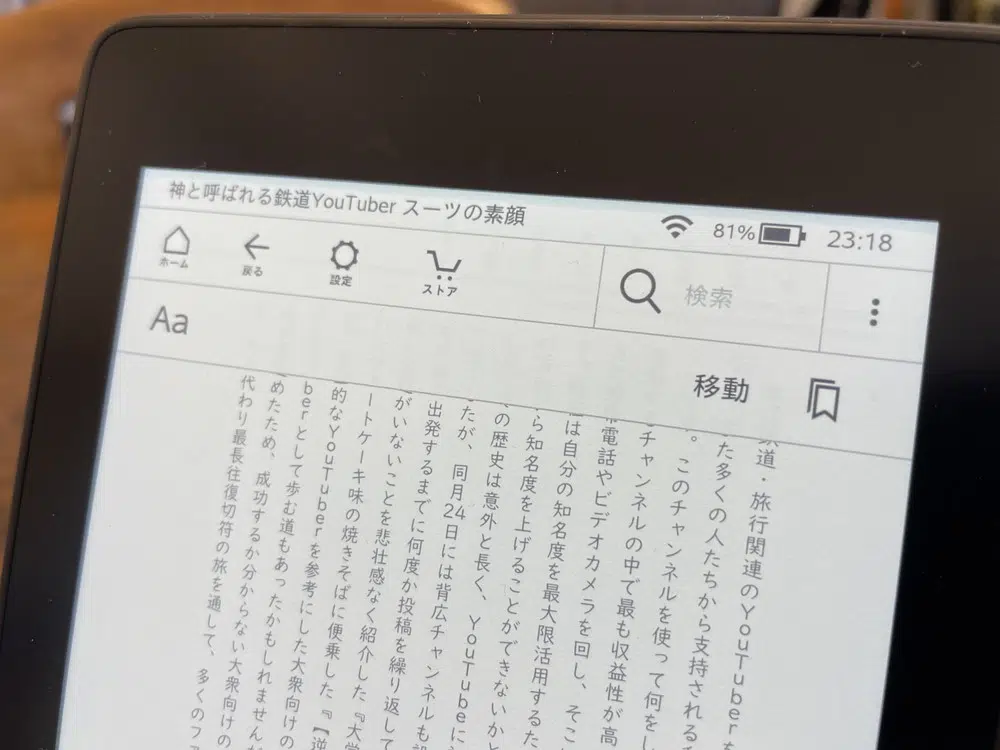 神と呼ばれる鉄道YouTuber スーツの素顔
81%
23:18
ホーム
戻る
設定
ストア
検索
Aa
移動
道・旅行関連のYouTuber
た多くの人たちから支持される
。このチャンネルを使って何をし
チャンネルの中で最も収益性が高
電話やビデオカメラを回し、そこ
は自分の知名度を最大限活用するた
ら知名度を上げることができないかと
の歴史は意外と長く、YouTubeに
たが、同月24日には背広チャンネルも
出発するまでに何度か投稿を繰り返して
がいないことを悲壮感なく紹介した『大学
ートケーキ味の焼きそばに便乗した『【逆
的なYouTuberを参考にした大衆向けの
berとして歩む道もあったかもしれませんが
めたため、成功するか分からない大衆向けの
代わり最長往復切符の旅を通して、多くのファ